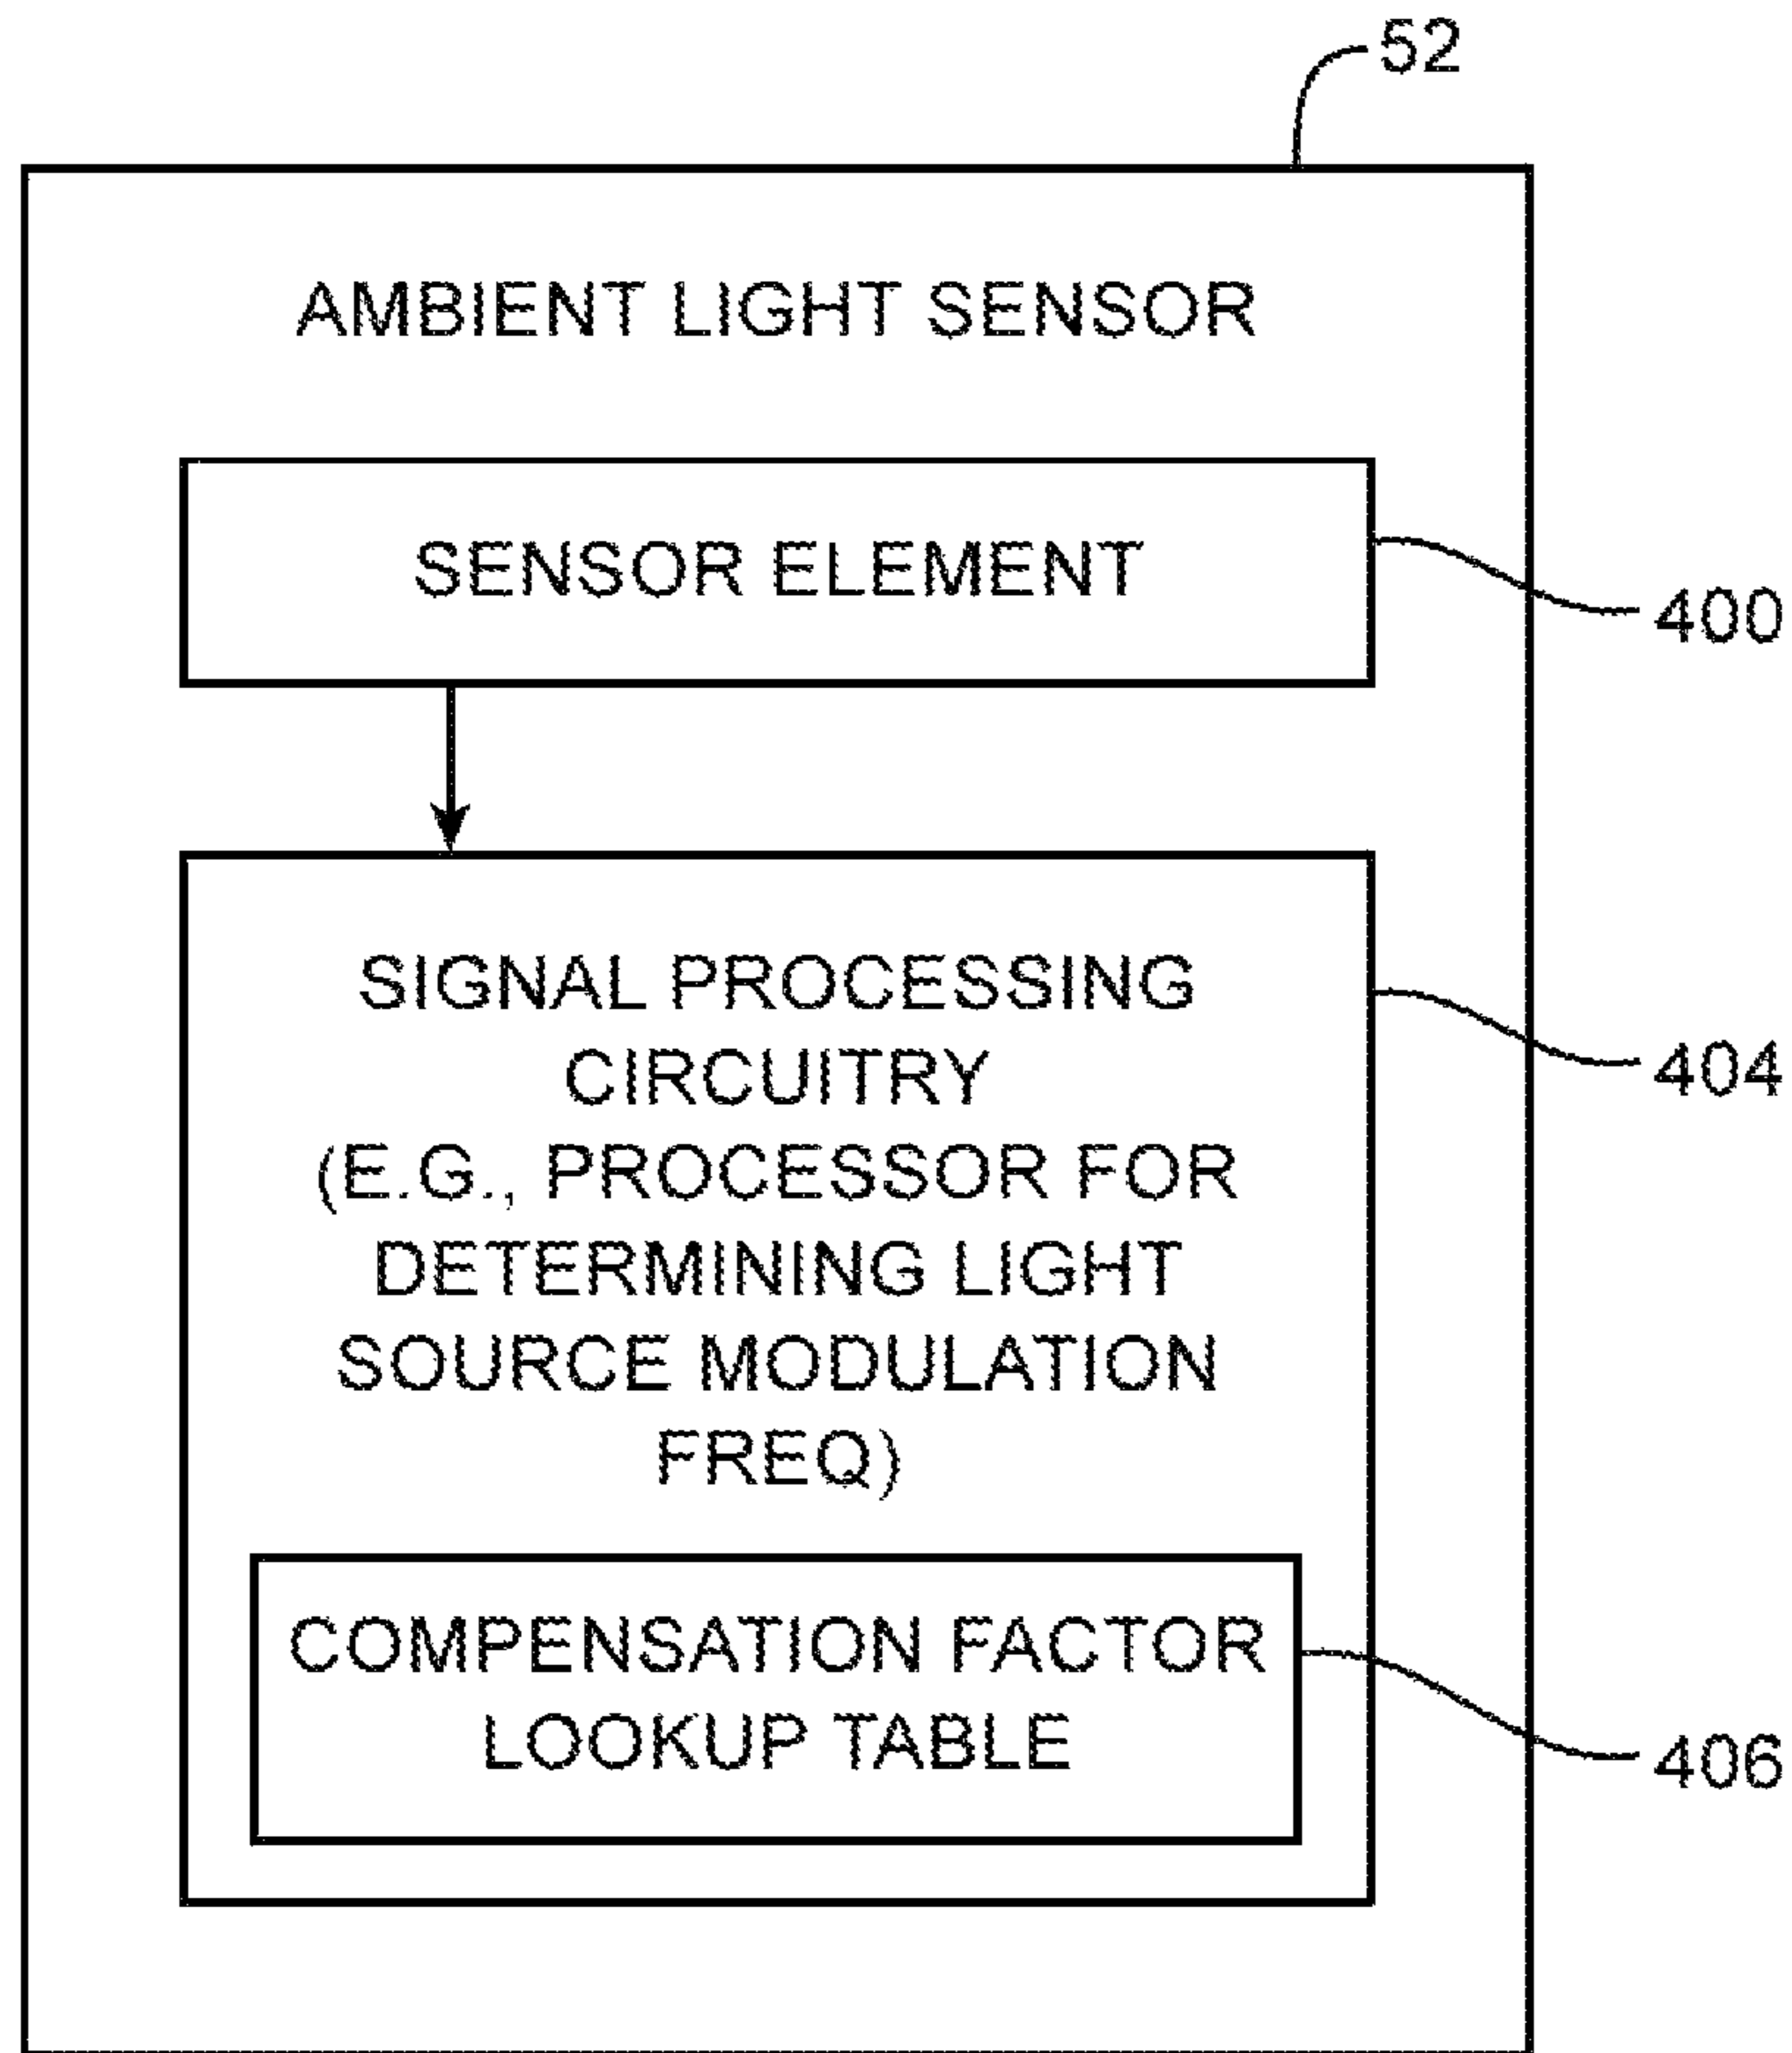 52
AMBIENT LIGHT SENSOR
SENSOR ELEMENT
400
SIGNAL PROCESSING
CIRCUITRY
(E.G., PROCESSOR FOR
DETERMINING LIGHT
SOURCE MODULATION
FREQ)
404
COMPENSATION FACTOR
LOOKUP TABLE
406